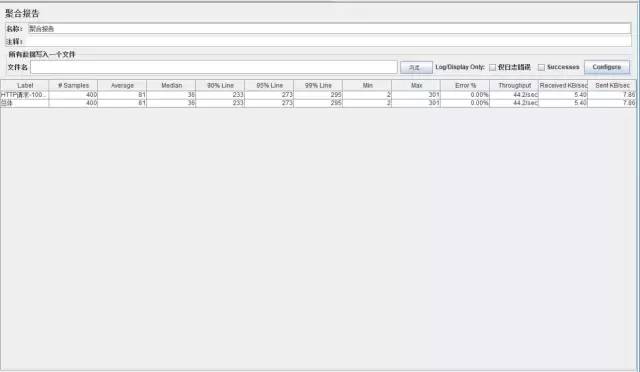 聚合报告
名称： 聚合报告
注释：
所有数据写入一个文件
文件名 浏览... Log/Display Only: 仅日志错误 Successes Configure
Label # Samples Average Median 90% Line 95% Line 99% Line Min Max Error % Throughput Received KB/sec Sent KB/sec
HTTP请求-100... 400 81 36 233 273 295 2 301 0.00% 44.2/sec 5.40 7.86
总体 400 81 36 233 273 295 2 301 0.00% 44.2/sec 5.40 7.86